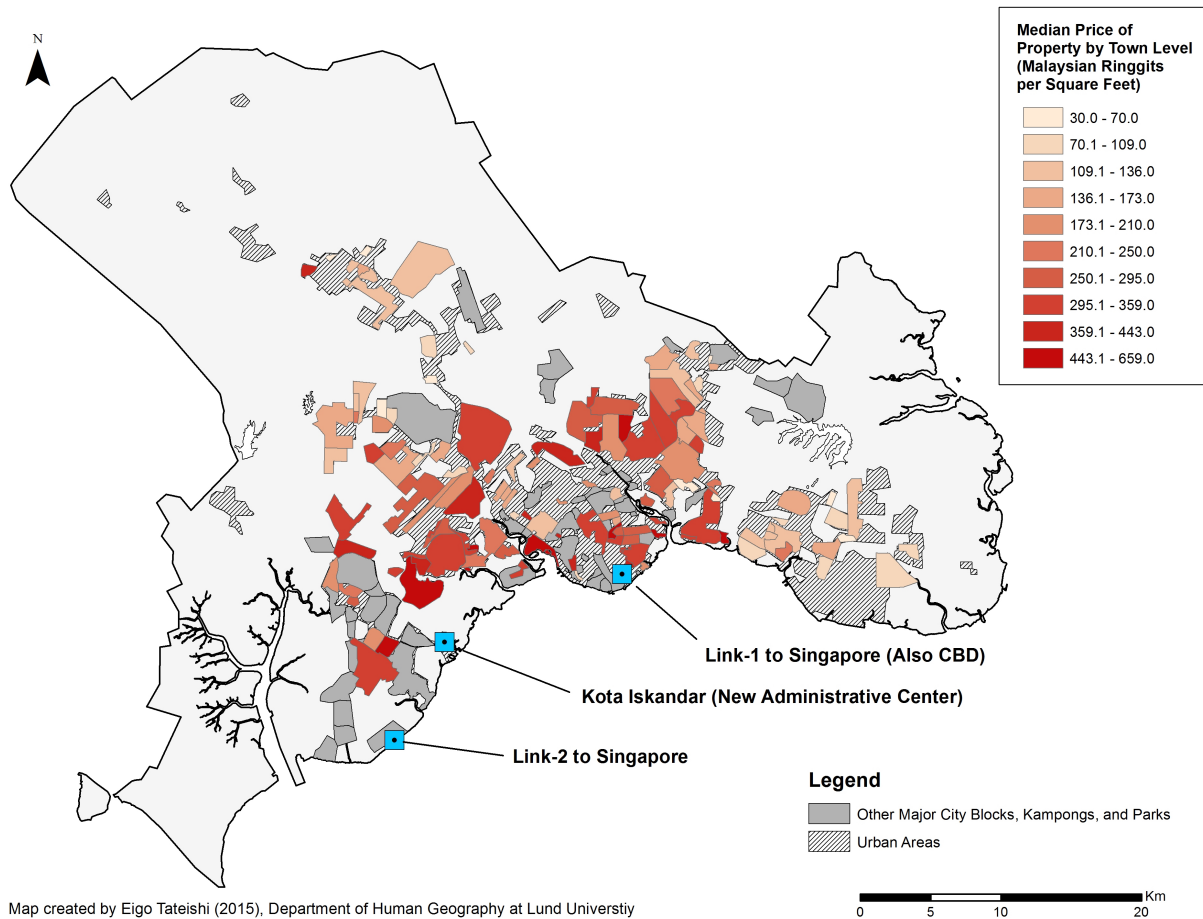 N
Median Price of
Property by Town Level
(Malaysian Ringgits
per Square Feet)
30.0 - 70.0
70.1 - 109.0
109.1 - 136.0
136.1 - 173.0
173.1 - 210.0
210.1 - 250.0
250.1 - 295.0
295.1 - 359.0
359.1 - 443.0
443.1 - 659.0
Link-1 to Singapore (Also CBD)
Kota Iskandar (New Administrative Center)
Link-2 to Singapore
Legend
Other Major City Blocks, Kampongs, and Parks
Urban Areas
Km
0 5 10 20
Map created by Eigo Tateishi (2015), Department of Human Geography at Lund Universtiy